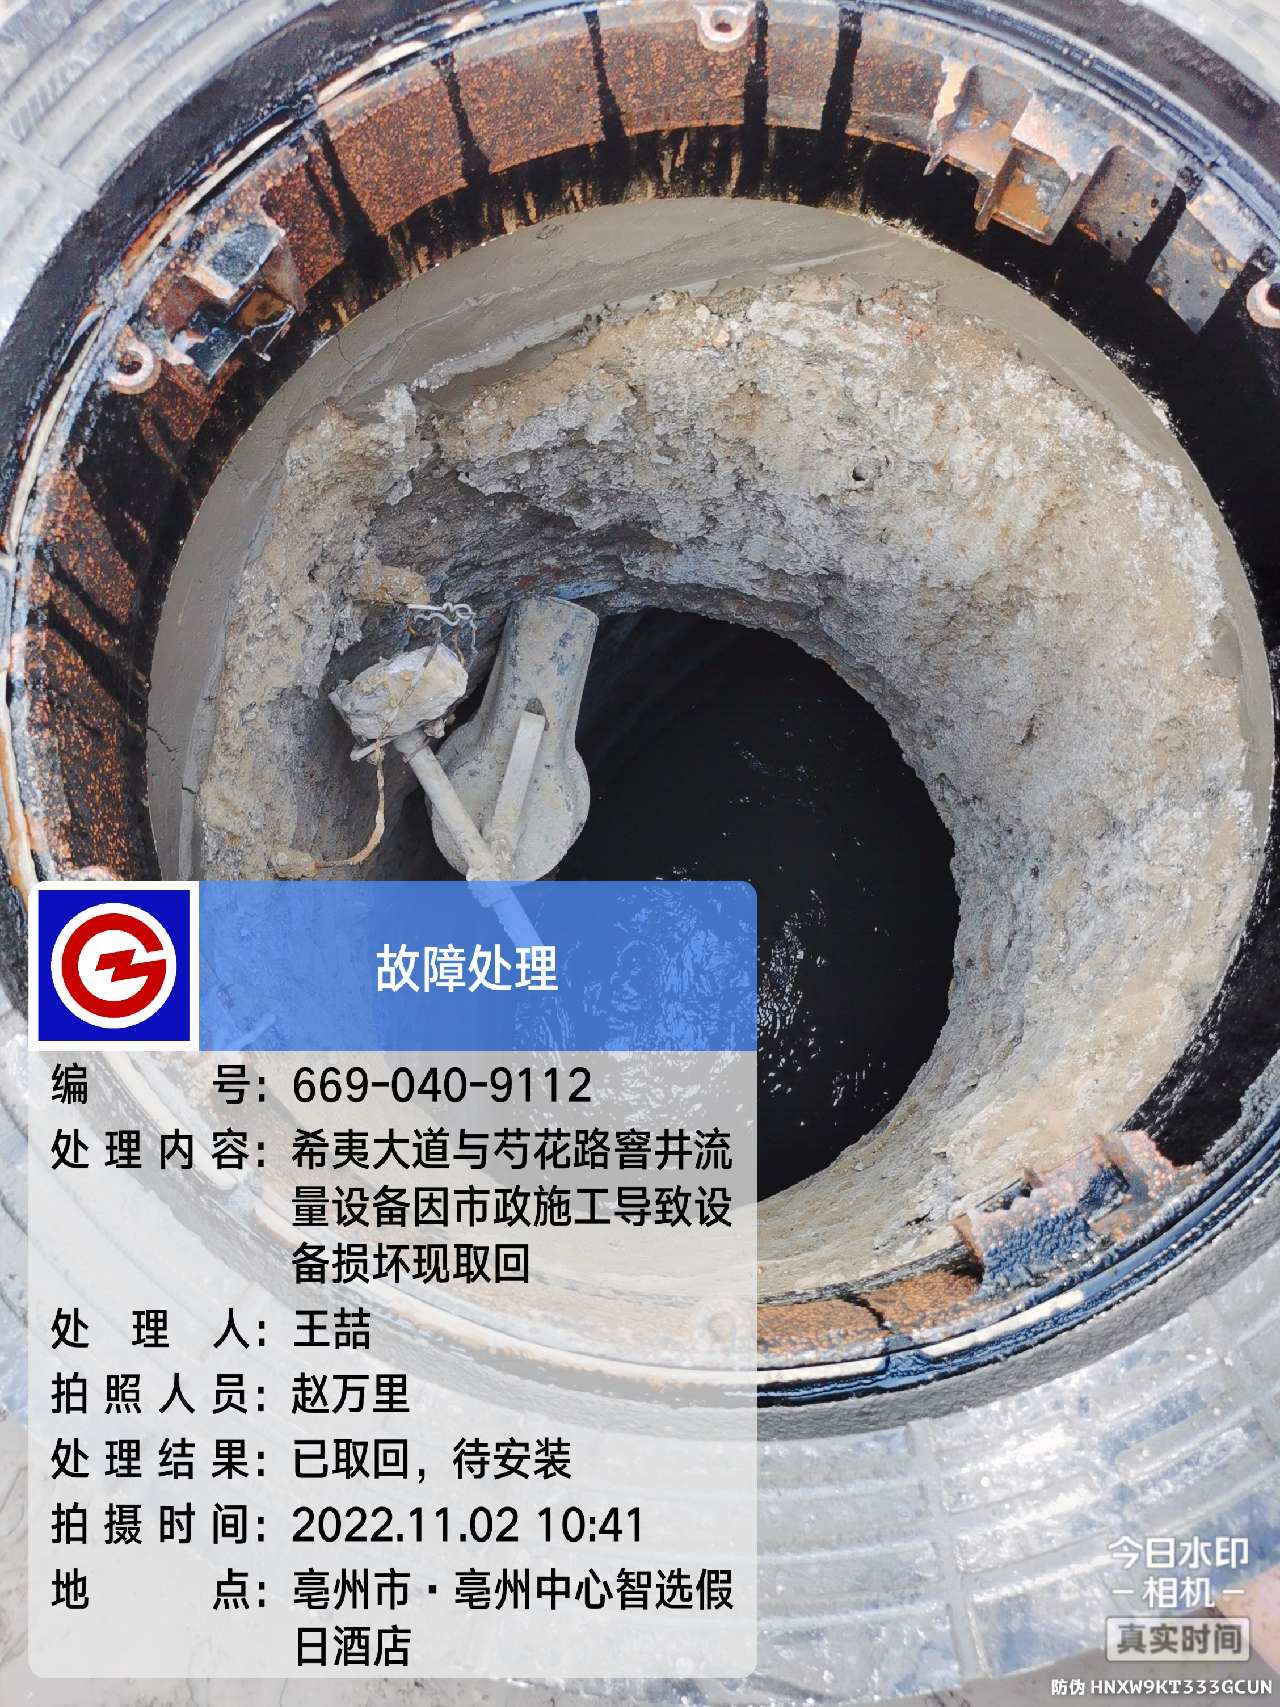 故障处理
编号：669-040-9112
处理内容：希夷大道与芍花路窨井流
量设备因市政施工导致设
备损坏现取回
处理人：王喆
拍照人员：赵万里
处理结果：已取回，待安装
拍摄时间：2022.11.02 10:41
地点：亳州市·亳州中心智选假
日酒店
今日水印
-相机-
真实时间
防伪 HNXW9KT333GCUN